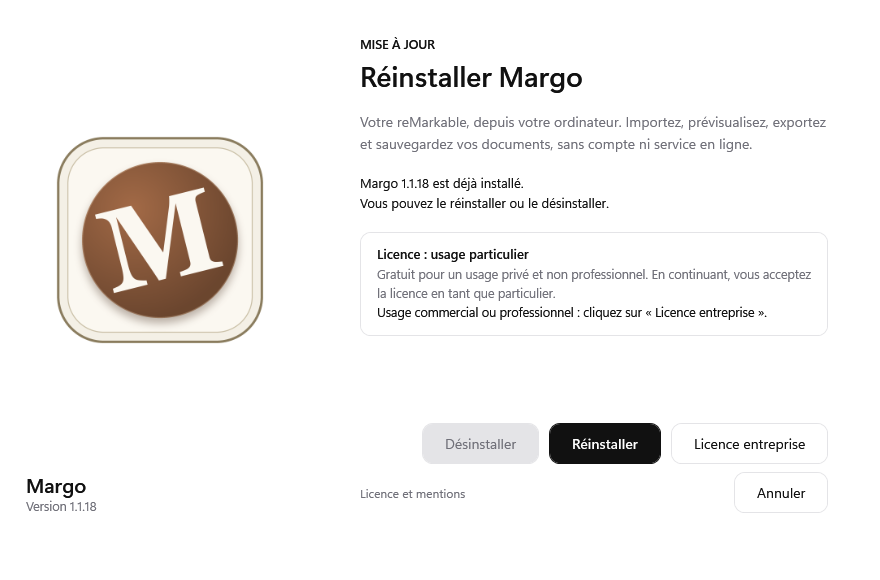 MISE À JOUR
Réinstaller Margo
Votre reMarkable, depuis votre ordinateur. Importez, prévisualisez, exportez
et sauvegardez vos documents, sans compte ni service en ligne.
Margo 1.1.18 est déjà installé.
Vous pouvez le réinstaller ou le désinstaller.
Licence : usage particulier
Gratuit pour un usage privé et non professionnel. En continuant, vous acceptez
la licence en tant que particulier.
Usage commercial ou professionnel : cliquez sur « Licence entreprise ».
M
Désinstaller
Réinstaller
Licence entreprise
Margo
Version 1.1.18
Licence et mentions
Annuler